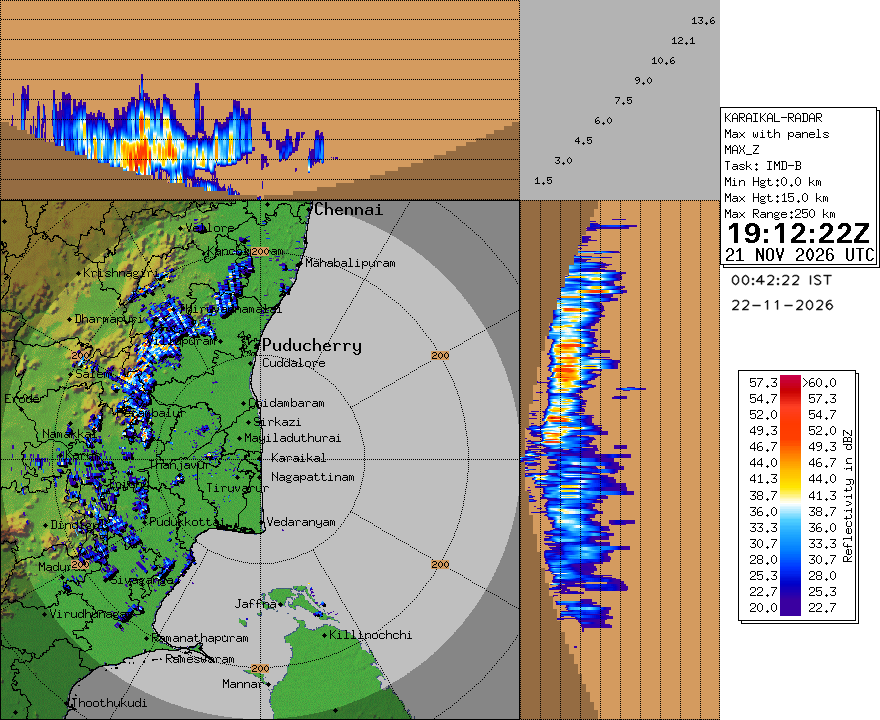 13.6
12.1
10.6
9.0
7.5
6.0
4.5
3.0
1.5
KARAIKAL-RADAR
Max with panels
MAX_Z
Task: IMD-B
Min Hgt:0.0 km
Max Hgt:15.0 km
Max Range:250 km
19:12:22Z
21 NOV 2026 UTC
00:42:22 IST
22-11-2026
Chennai
200
Mahabalipuram
Krishnagiri
Dharmapuri
Puducherry
200
200
Cuddalore
Salem
Erode
Chidambaram
Sirkazi
Mayiladuthurai
Namakkal
Karaikal
Thanjavur
Nagapattinam
Tiruvarur
Pudukkottai
Vedaranyam
200
200
Jaffna
Killinochchi
Ramanathapuram
Rameswaram
200
Mannar
Thoothukudi
57.3 >60.0
54.7 57.3
52.0 54.7
49.3 52.0
46.7 49.3
44.0 46.7
41.3 44.0
38.7 41.3
36.0 38.7
33.3 36.0
30.7 33.3
28.0 30.7
25.3 28.0
22.7 25.3
20.0 22.7
Reflectivity in dBZ